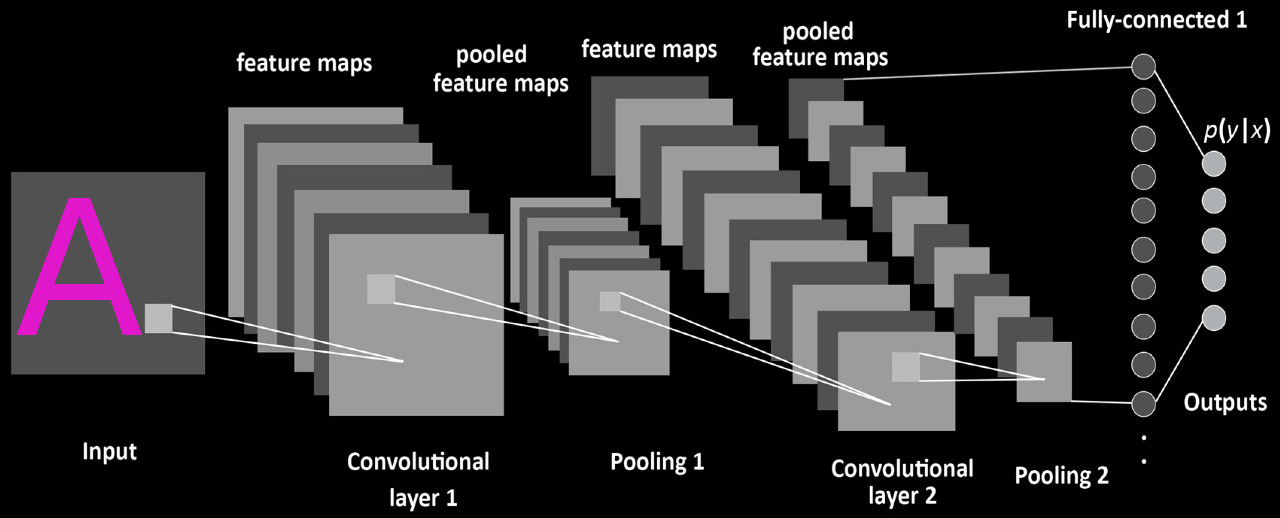 Fully-connected 1
feature maps
pooled
feature maps
feature maps
pooled
feature maps
p(y|x)
A
Input
Convolutional
layer 1
Pooling 1
Convolutional
layer 2
Pooling 2
Outputs